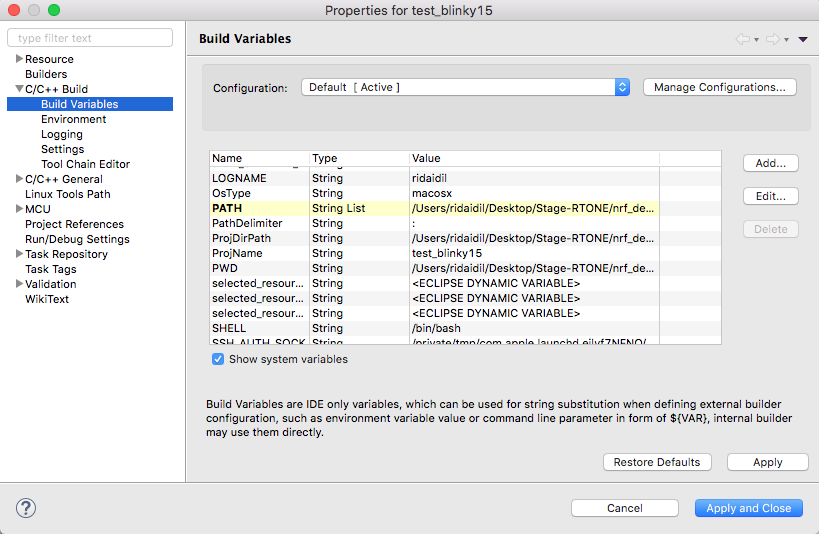 Properties for test_blinky15
type filter text
Resource
Builders
C/C++ Build
Build Variables
Environment
Logging
Settings
Tool Chain Editor
C/C++ General
Linux Tools Path
MCU
Project References
Run/Debug Settings
Task Repository
Task Tags
Validation
WikiText
Build Variables
Configuration: Default [ Active ] Manage Configurations...
Name Type Value
LOGNAME String ridaidil
OsType String macosx
PATH String List /Users/ridaidil/Desktop/Stage-RTONE/nrf_de...
PathDelimiter String :
ProjDirPath String /Users/ridaidil/Desktop/Stage-RTONE/nrf_de...
ProjName String test_blinky15
PWD String /Users/ridaidil/Desktop/Stage-RTONE/nrf_de...
selected_resour... String <ECLIPSE DYNAMIC VARIABLE>
selected_resour... String <ECLIPSE DYNAMIC VARIABLE>
selected_resour... String <ECLIPSE DYNAMIC VARIABLE>
SHELL String /bin/bash
SSH_AUTH_SOCK String
Add...
Edit...
Delete
Show system variables
Build Variables are IDE only variables, which can be used for string substitution when defining external builder
configuration, such as environment variable value or command line parameter in form of ${VAR}, internal builder
may use them directly.
Restore Defaults Apply
? Cancel Apply and Close